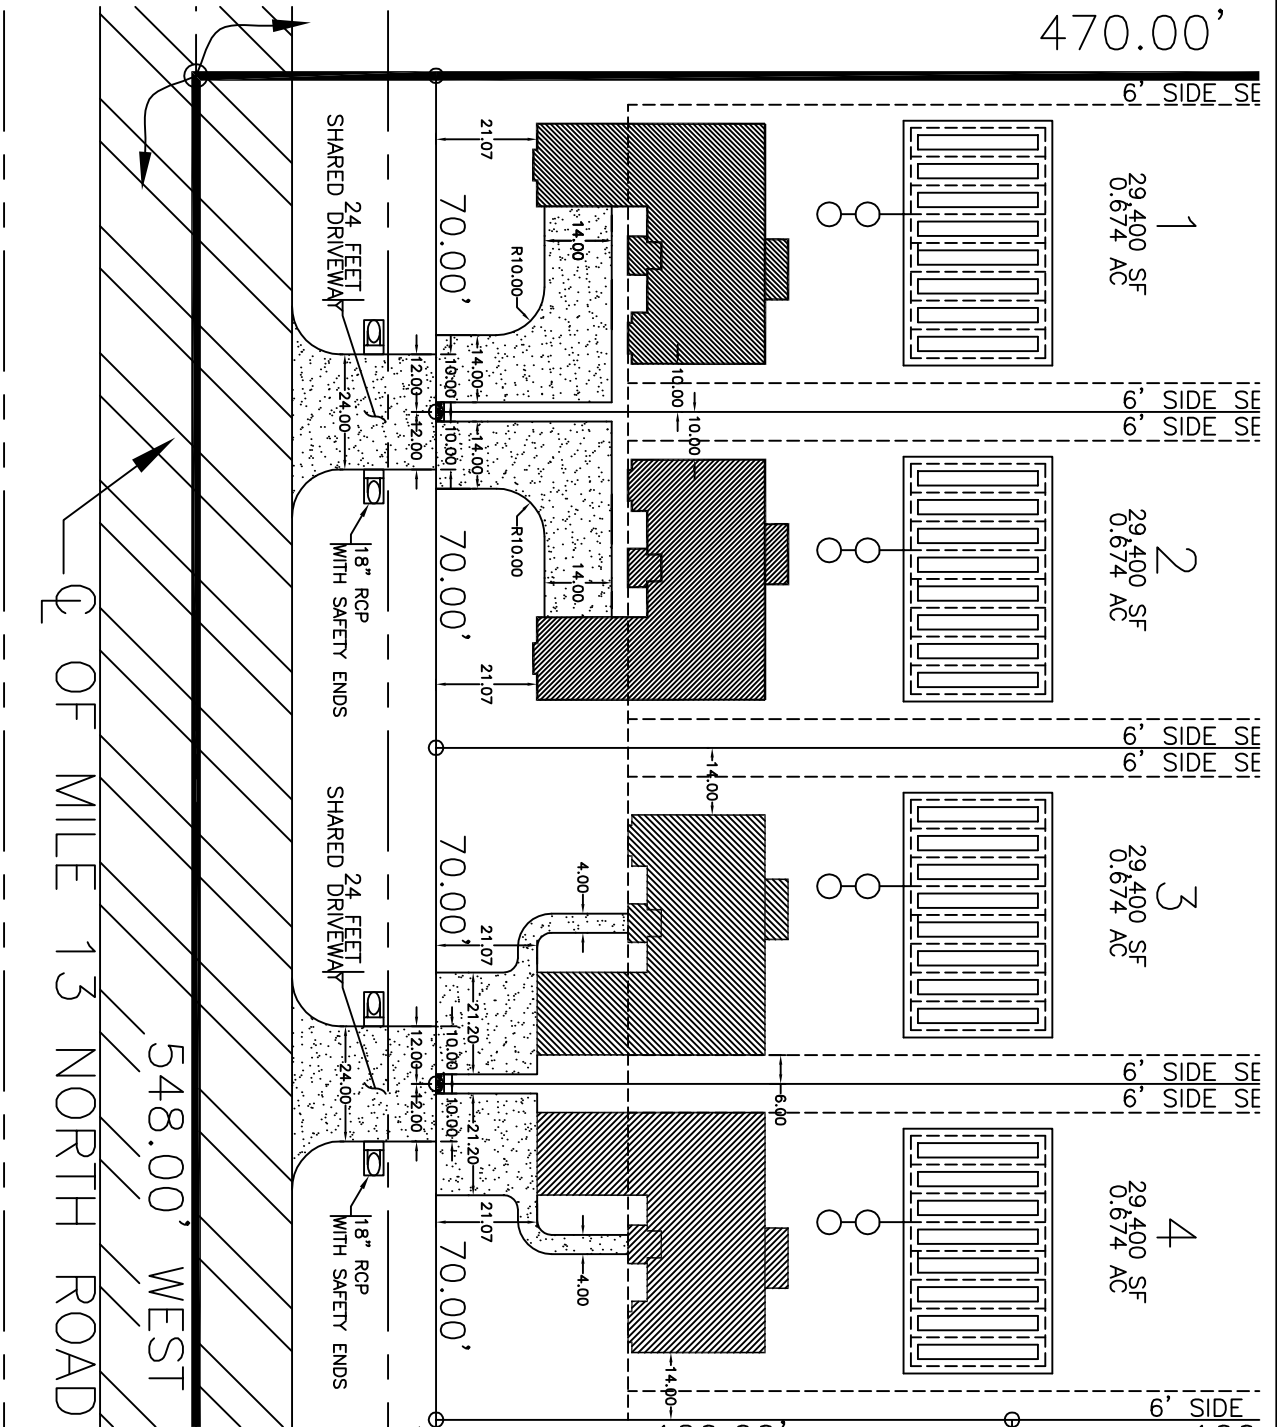 470.00'
6' SIDE SE
1
29,400 SF
0.674 AC
6' SIDE SE
6' SIDE SE
2
29,400 SF
0.674 AC
6' SIDE SE
6' SIDE SE
3
29,400 SF
0.674 AC
6' SIDE SE
6' SIDE SE
4
29,400 SF
0.674 AC
6' SIDE
10.00
10.00
14.00
6.00
14.00
21.07
14.00
R10.00
14.00
10.00
12.00
24.00
70.00'
14.00
10.00
12.00
R10.00
14.00
21.07
70.00'
4.00
21.07
21.20
10.00
12.00
24.00
70.00'
21.20
10.00
12.00
21.07
4.00
70.00'
24 FEET
SHARED DRIVEWAY
18" RCP
WITH SAFETY ENDS
24 FEET
SHARED DRIVEWAY
18" RCP
WITH SAFETY ENDS
548.00' WEST
℄ OF MILE 13 NORTH ROAD